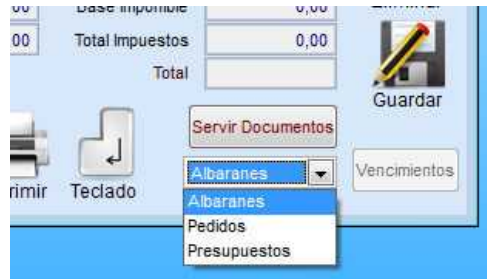 00 Base Imponible 0,00 Eliminar
00 Total Impuestos 0,00
Total
Guardar
Servir Documentos
Albaranes
Vencimientos
rimir Teclado
Albaranes
Pedidos
Presupuestos